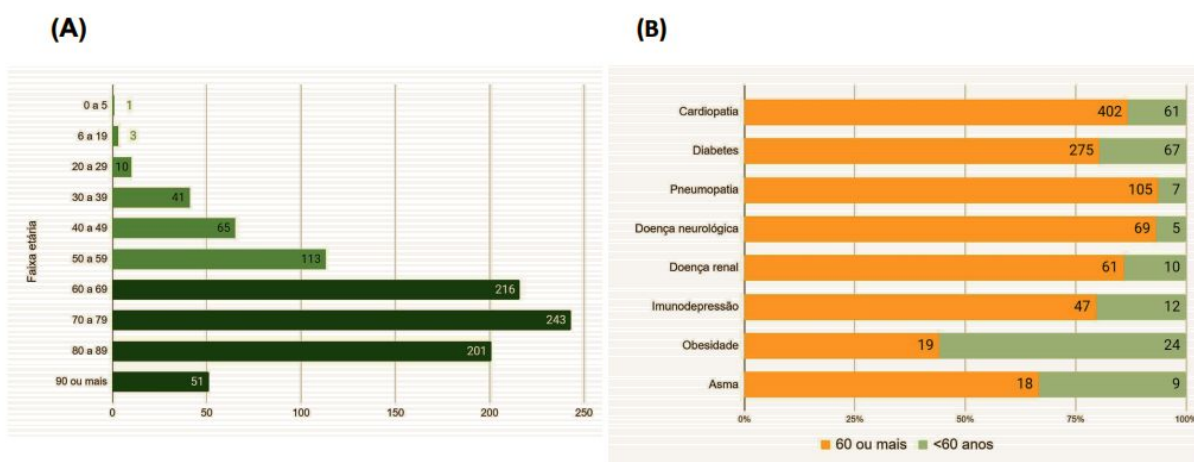 (A)
Faixa etária
0 a 5 1
6 a 19 3
20 a 29 10
30 a 39 41
40 a 49 65
50 a 59 113
60 a 69 216
70 a 79 243
80 a 89 201
90 ou mais 51
0 50 100 150 200 250
(B)
Cardiopatia 402 61
Diabetes 275 67
Pneumopatia 105 7
Doença neurológica 69 5
Doença renal 61 10
Imunodepressão 47 12
Obesidade 19 24
Asma 18 9
0% 25% 50% 75% 100%
60 ou mais <60 anos